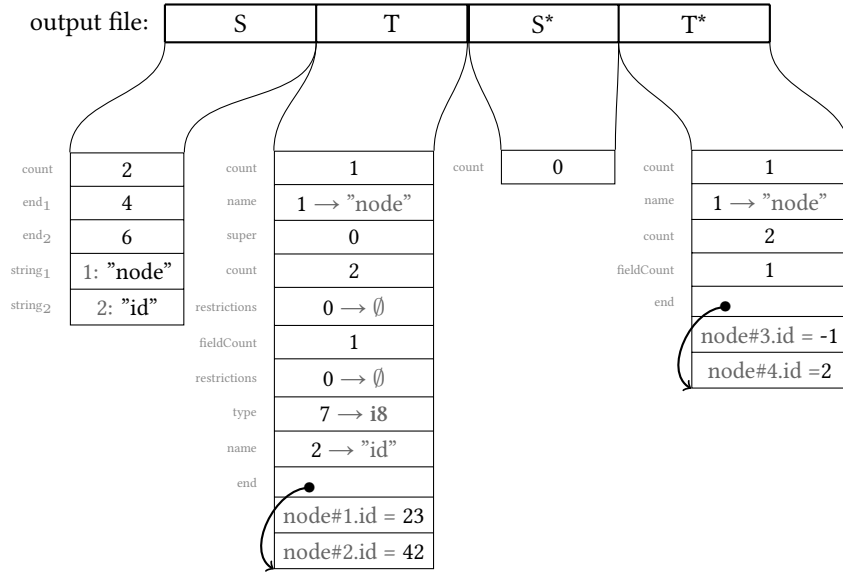 output file: S T S* T*
count 2
end1 4
end2 6
string1 1: ”node”
string2 2: ”id”
count 1
name 1 → ”node”
super 0
count 2
restrictions 0 → ∅
fieldCount 1
restrictions 0 → ∅
type 7 → i8
name 2 → ”id”
end
node#1.id = 23
node#2.id = 42
count 0
count 1
name 1 → ”node”
count 2
fieldCount 1
end
node#3.id = -1
node#4.id =2